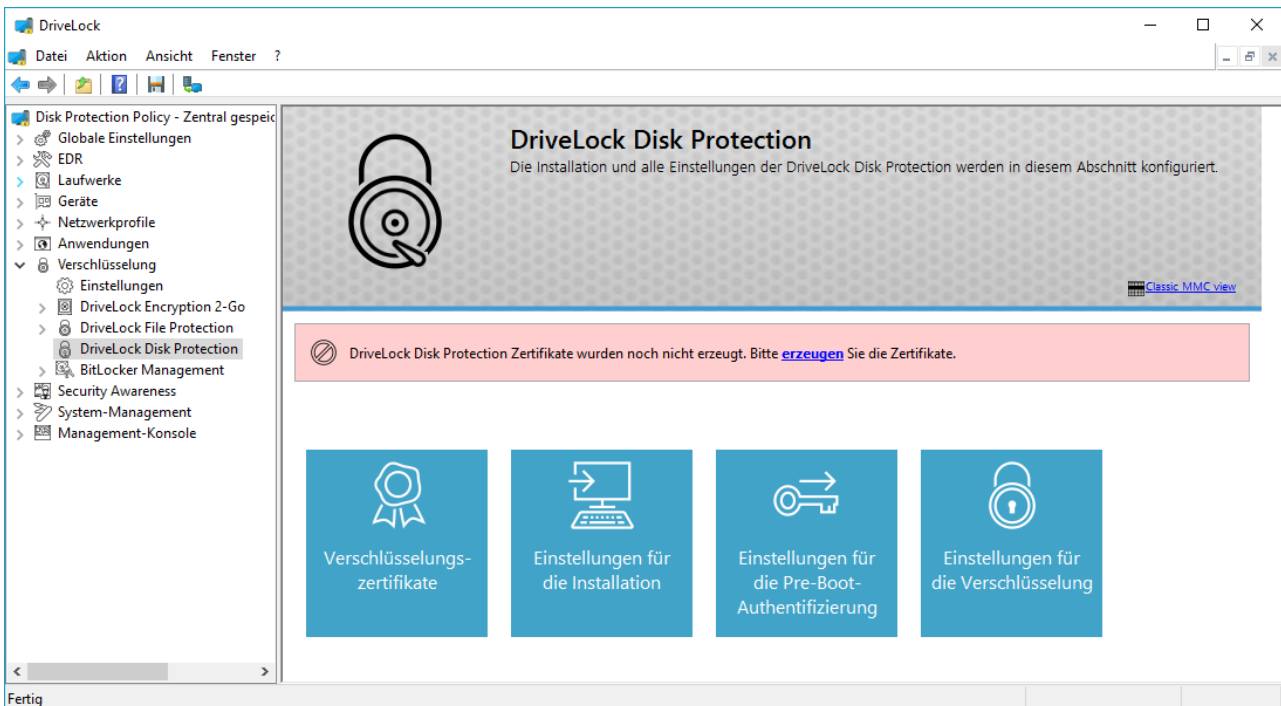 DriveLock
Datei Aktion Ansicht Fenster ?
Disk Protection Policy - Zentral gespeic
Globale Einstellungen
EDR
Laufwerke
Geräte
Netzwerkprofile
Anwendungen
Verschlüsselung
Einstellungen
DriveLock Encryption 2-Go
DriveLock File Protection
DriveLock Disk Protection
BitLocker Management
Security Awareness
System-Management
Management-Konsole
DriveLock Disk Protection
Die Installation und alle Einstellungen der DriveLock Disk Protection werden in diesem Abschnitt konfiguriert.
Classic MMC view
DriveLock Disk Protection Zertifikate wurden noch nicht erzeugt. Bitte erzeugen Sie die Zertifikate.
Verschlüsselungs-
zertifikate
Einstellungen für
die Installation
Einstellungen für
die Pre-Boot-
Authentifizierung
Einstellungen für
die Verschlüsselung
Fertig